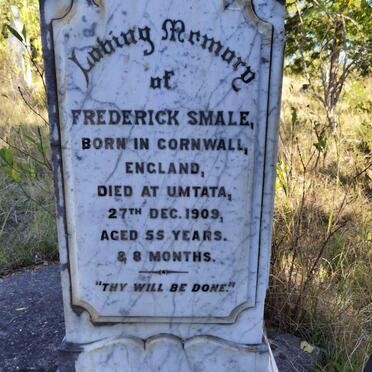 Loving Memory
of
FREDERICK SMALE,
BORN IN CORNWALL,
ENGLAND,
DIED AT UMTATA,
27TH DEC. 1909,
AGED 55 YEARS.
& 8 MONTHS.
"THY WILL BE DONE."